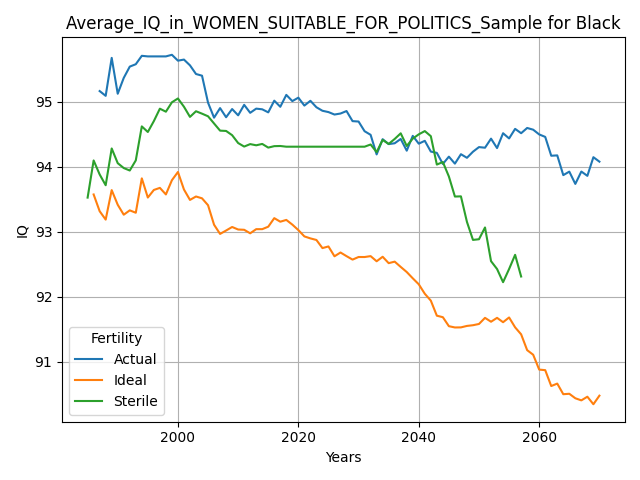 Average_IQ_in_WOMEN_SUITABLE_FOR_POLITICS_Sample for Black
IQ
95
94
93
92
91
Fertility
Actual
Ideal
Sterile
2000
2020
2040
2060
Years